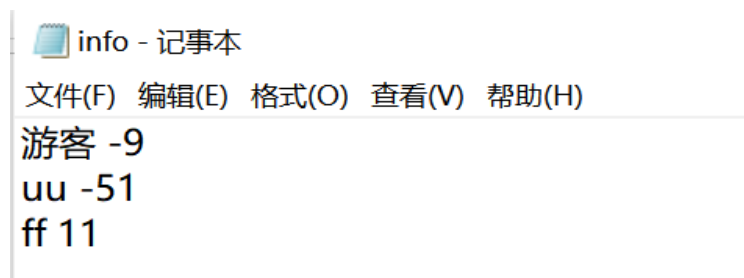 info - 记事本
文件(F) 编辑(E) 格式(O) 查看(V) 帮助(H)
游客 -9
uu -51
ff 11